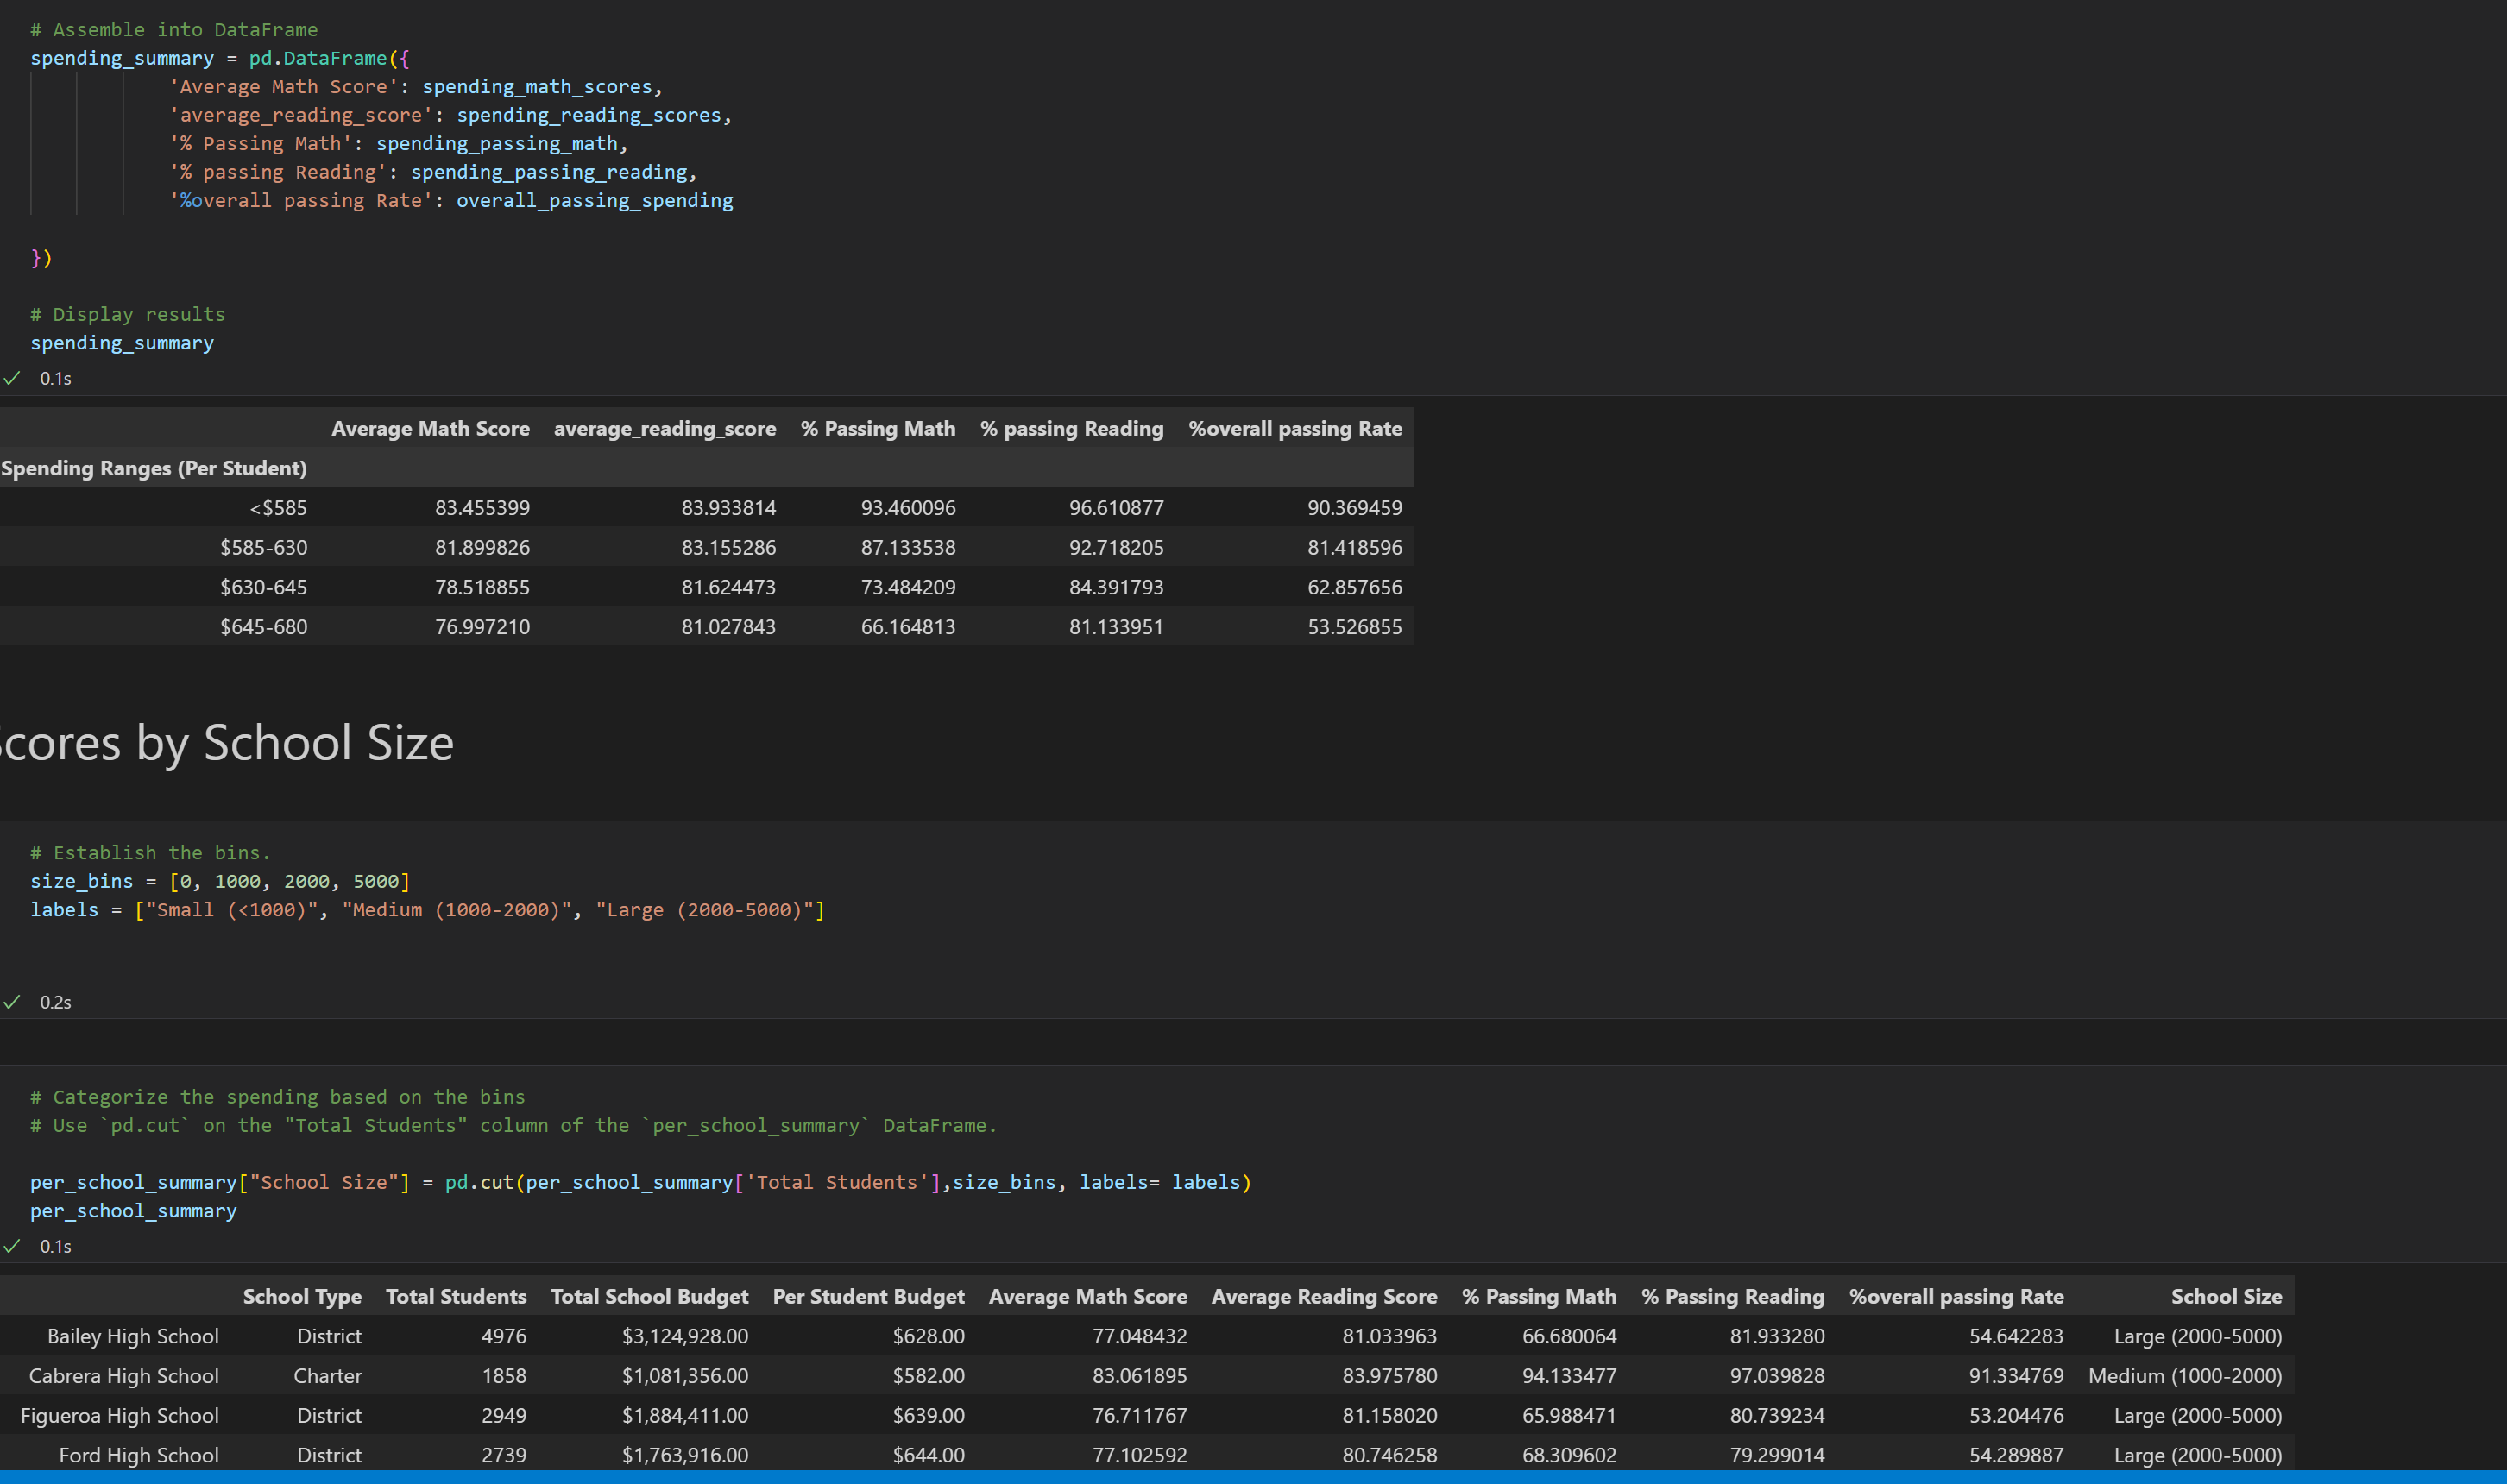 # Assemble into DataFrame
spending_summary = pd.DataFrame({
'Average Math Score': spending_math_scores,
'average_reading_score': spending_reading_scores,
'% Passing Math': spending_passing_math,
'% passing Reading': spending_passing_reading,
'%overall passing Rate': overall_passing_spending
})
# Display results
spending_summary
0.1s
Average Math Score average_reading_score % Passing Math % passing Reading %overall passing Rate
Spending Ranges (Per Student)
<$585 83.455399 83.933814 93.460096 96.610877 90.369459
$585-630 81.899826 83.155286 87.133538 92.718205 81.418596
$630-645 78.518855 81.624473 73.484209 84.391793 62.857656
$645-680 76.997210 81.027843 66.164813 81.133951 53.526855
Scores by School Size
# Establish the bins.
size_bins = [0, 1000, 2000, 5000]
labels = ["Small (<1000)", "Medium (1000-2000)", "Large (2000-5000)"]
0.2s
# Categorize the spending based on the bins
# Use `pd.cut` on the "Total Students" column of the `per_school_summary` DataFrame.
per_school_summary["School Size"] = pd.cut(per_school_summary['Total Students'],size_bins, labels= labels)
per_school_summary
0.1s
School Type Total Students Total School Budget Per Student Budget Average Math Score Average Reading Score % Passing Math % Passing Reading %overall passing Rate School Size
Bailey High School District 4976 $3,124,928.00 $628.00 77.048432 81.033963 66.680064 81.933280 54.642283 Large (2000-5000)
Cabrera High School Charter 1858 $1,081,356.00 $582.00 83.061895 83.975780 94.133477 97.039828 91.334769 Medium (1000-2000)
Figueroa High School District 2949 $1,884,411.00 $639.00 76.711767 81.158020 65.988471 80.739234 53.204476 Large (2000-5000)
Ford High School District 2739 $1,763,916.00 $644.00 77.102592 80.746258 68.309602 79.299014 54.289887 Large (2000-5000)